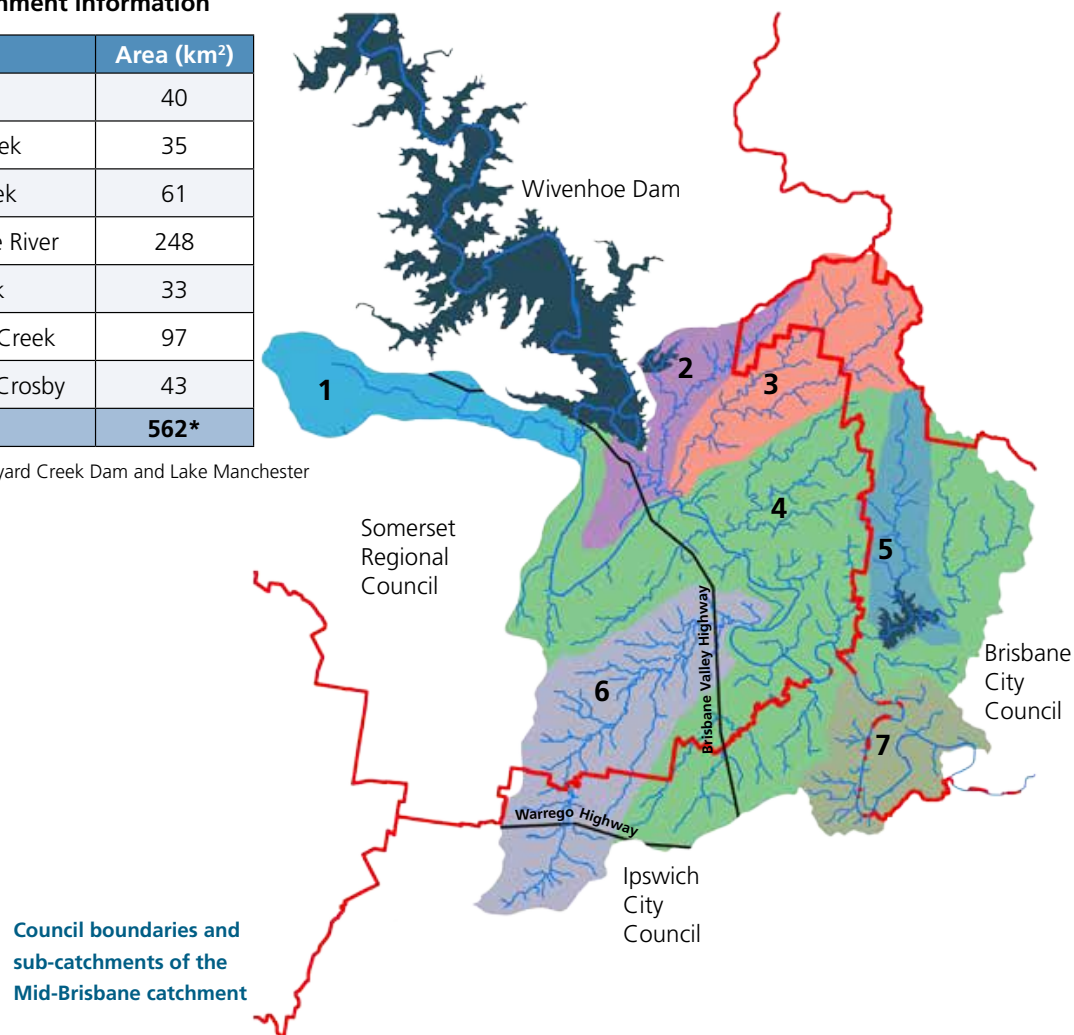 nment information
Area (km²)
40
ek 35
ek 61
e River 248
k 33
Creek 97
Crosby 43
562*
yard Creek Dam and Lake Manchester
Wivenhoe Dam
1
2
3
4
5
6
7
Somerset
Regional
Council
Brisbane Valley Highway
Brisbane
City
Council
Warrego Highway
Ipswich
City
Council
Council boundaries and
sub-catchments of the
Mid-Brisbane catchment